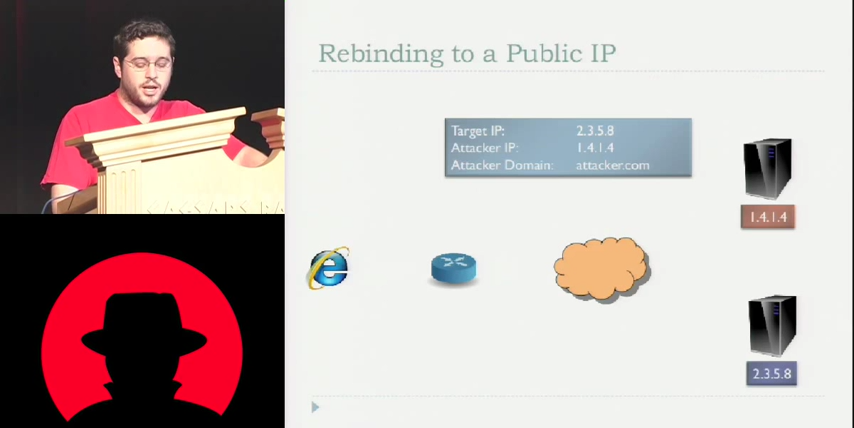 Rebinding to a Public IP
Target IP: 2.3.5.8
Attacker IP: 1.4.1.4
Attacker Domain: attacker.com
1.4.1.4
2.3.5.8